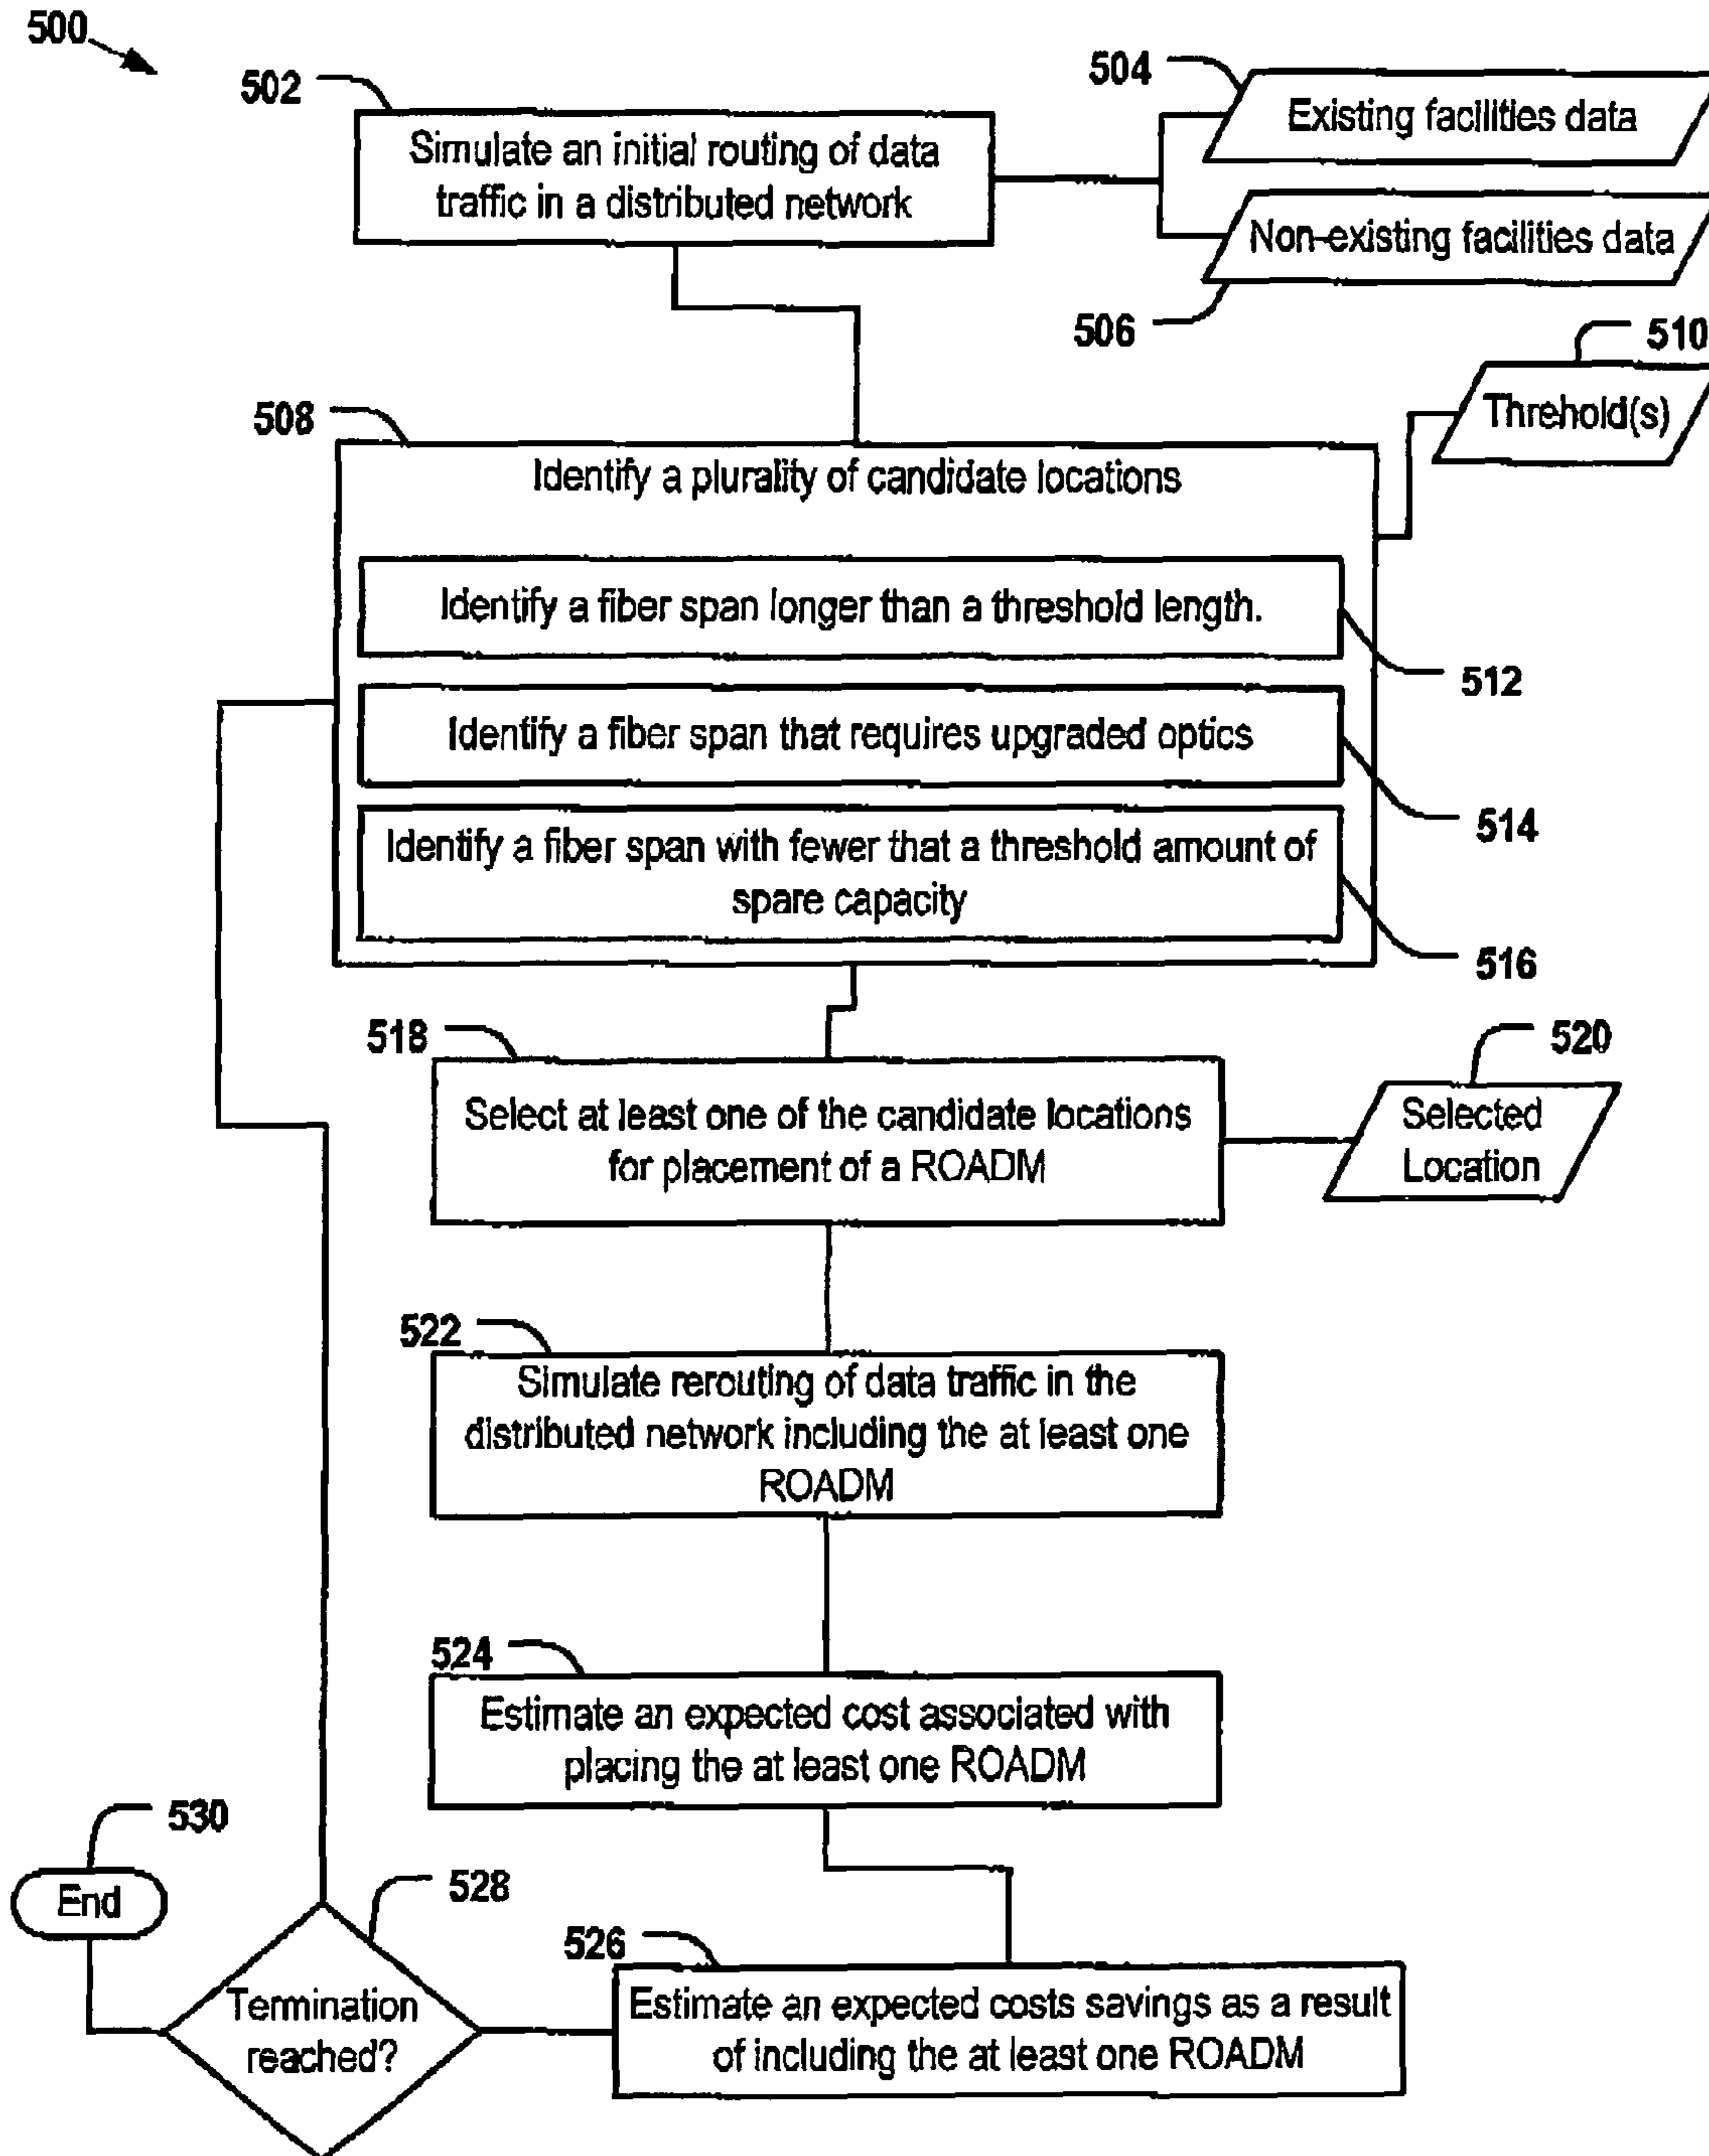 500
502
Simulate an initial routing of data
traffic in a distributed network
504
Existing facilities data
Non-existing facilities data
506
510
Threhold(s)
508
Identify a plurality of candidate locations
Identify a fiber span longer than a threshold length.
512
Identify a fiber span that requires upgraded optics
514
Identify a fiber span with fewer that a threshold amount of
spare capacity
516
518
Select at least one of the candidate locations
for placement of a ROADM
520
Selected
Location
522
Simulate rerouting of data traffic in the
distributed network including the at least one
ROADM
524
Estimate an expected cost associated with
placing the at least one ROADM
530
End
528
Termination
reached?
526
Estimate an expected costs savings as a result
of including the at least one ROADM